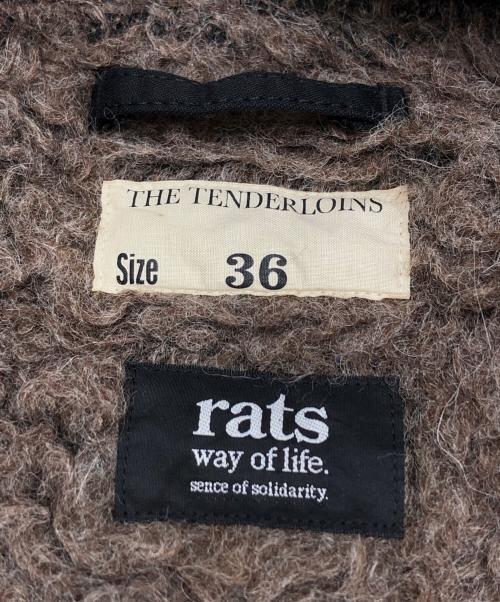 THE TENDERLOINS
Size 36
rats
way of life.
sence of solidarity.